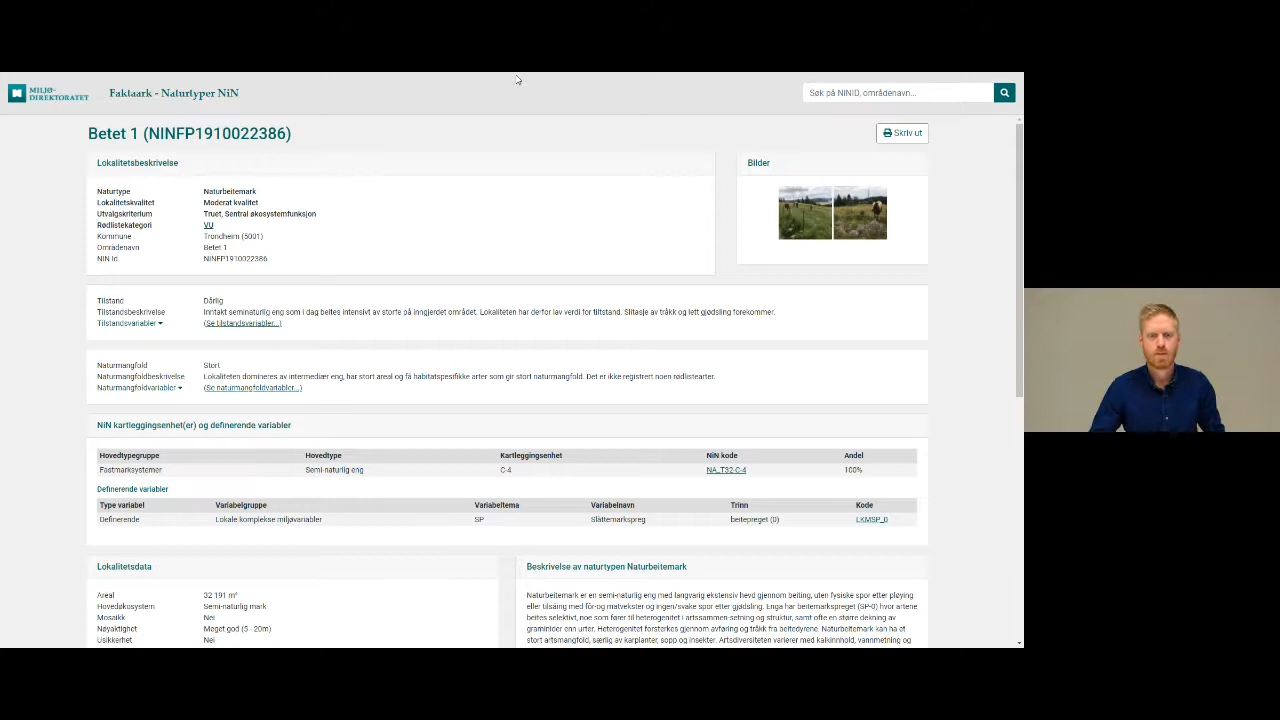 MILJØ-
DIREKTORATET
Faktaark - Naturtyper NiN
Søk på NiNID, områdenavn...
Betet 1 (NINFP1910022386)
Skriv ut
Lokalitetsbeskrivelse
Naturtype Naturbeitemark
Lokalitetskvalitet Moderat kvalitet
Utvalgskriterium Truet, Sentral økosystemfunksjon
Rødlistekategori VU
Kommune Trondheim (5001)
Områdenavn Betet 1
NiN Id NINFP1910022386
Bilder
Tilstand Dårlig
Tilstandsbeskrivelse Inntakt seminaturlig eng som i dag beites intensivt av storfe på inngjerdet området. Lokaliteten har derfor lav verdi for tiltstand. Slitasje av tråkk og lett gjødsling forekommer.
Tilstandsvariabler (Se tilstandsvariabler...)
Naturmangfold Stort
Naturmangfoldbeskrivelse Lokaliteten domineres av intermediær eng, har stort areal og få habitatspesifikke arter som gir stort naturmangfold. Det er ikke registrert noen rødlistearter.
Naturmangfoldvariabler (Se naturmangfoldvariabler...)
NiN kartleggingsenhet(er) og definerende variabler
Hovedtypegruppe Hovedtype Kartleggingsenhet NiN kode Andel
Fastmarksystemer Semi-naturlig eng C-4 NA_T32-C-4 100%
Definerende variabler
Type variabel Variabelgruppe Variabeltema Variabelnavn Trinn Kode
Definerende Lokale komplekse miljøvariabler SP Slåttemarkspreg beitepreget (0) LKMSP_0
Lokalitetsdata
Areal 32 191 m²
Hovedøkosystem Semi-naturlig mark
Mosaikk Nei
Nøyaktighet Meget god (5 - 20m)
Usikkerhet Nei
Beskrivelse av naturtypen Naturbeitemark
Naturbeitemark er en semi-naturlig eng med langvarig ekstensiv hevd gjennom beiting, uten fysiske spor etter pløying
eller tilsåing med fôr-og matvekster og ingen/svake spor etter gjødsling. Enga har beitemarkspreget (SP-0) hvor artene
beites selektivt, noe som fører til heterogenitet i artssammen-setning og struktur, samt ofte en større dekning av
graminider enn urter. Heterogenitet forsterkes gjennom avføring og tråkk fra beitedyrene. Naturbeitemark kan ha et
stort artsmangfold, særlig av karplanter, sopp og insekter. Artsdiversiteten varierer med kalkinnhold, vannmetning og